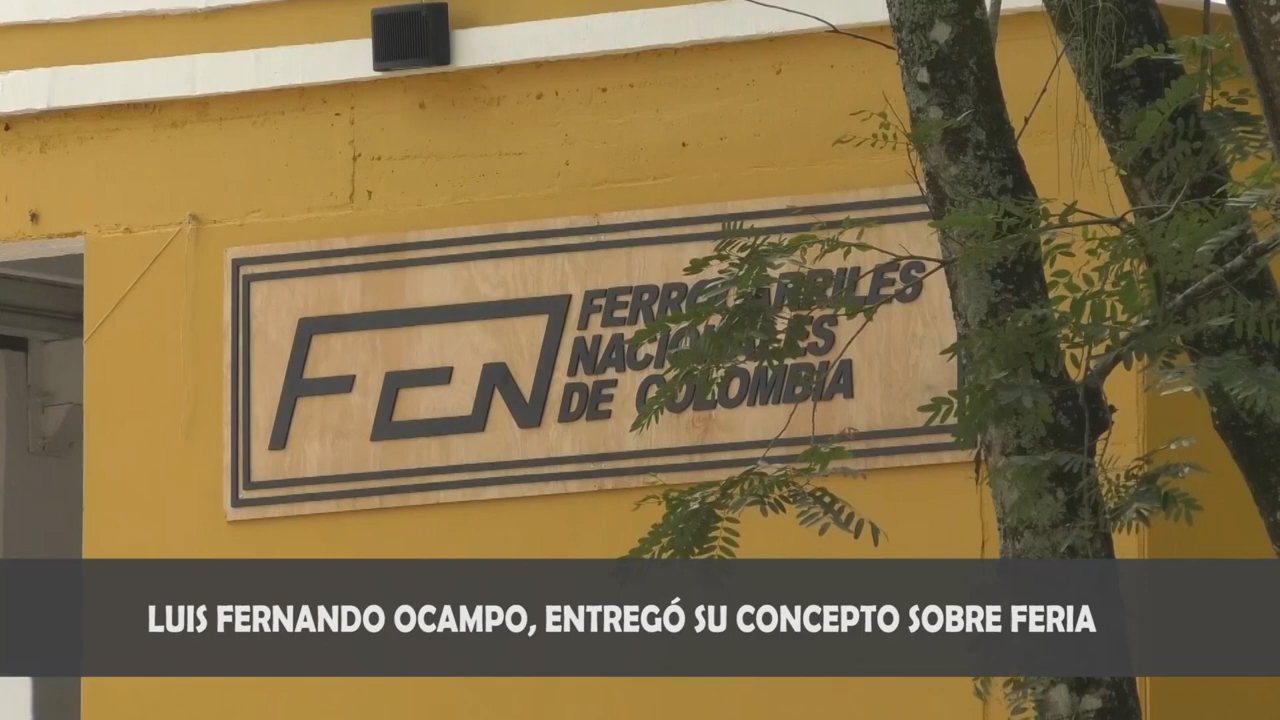 FCN
FERROCARRILES
NACIONALES
DE COLOMBIA
LUIS FERNANDO OCAMPO, ENTREGÓ SU CONCEPTO SOBRE FERIA